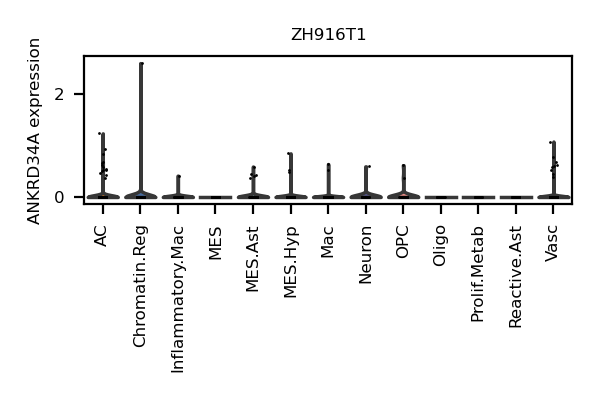 ZH916T1
ANKRD34A expression
2
0
AC
Chromatin.Reg
Inflammatory.Mac
MES
MES.Ast
MES.Hyp
Mac
Neuron
OPC
Oligo
Prolif.Metab
Reactive.Ast
Vasc